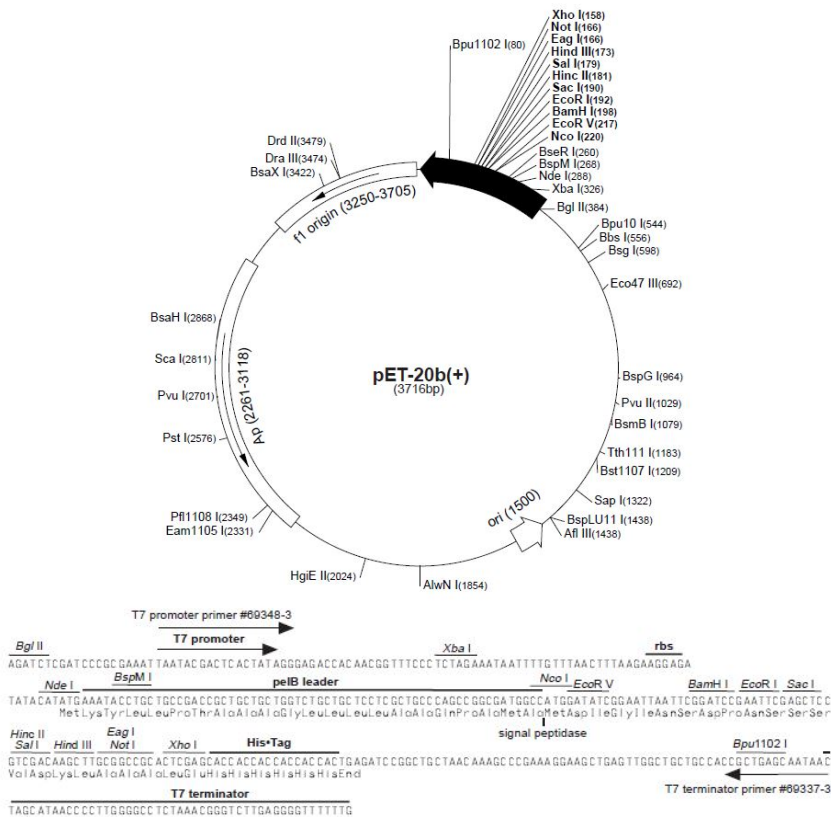 Xho I(158)
Not I(166)
Eag I(166)
Hind III(173)
Sal I(179)
Hinc II(181)
Sac I(190)
EcoR I(192)
BamH I(198)
EcoR V(217)
Nco I(220)
Bpu1102 I(80)
BseR I(260)
BspM I(268)
Nde I(288)
Xba I(326)
Bgl II(384)
Bpu10 I(544)
Bbs I(556)
Bsg I(598)
Eco47 III(692)
BspG I(964)
Pvu II(1029)
BsmB I(1079)
Tth111 I(1183)
Bst1107 I(1209)
Sap I(1322)
BspLU11 I(1438)
Afl III(1438)
AlwN I(1854)
HgiE II(2024)
Eam1105 I(2331)
Pfl1108 I(2349)
Pst I(2576)
Pvu I(2701)
Sca I(2811)
BsaH I(2868)
BsaX I(3422)
Dra III(3474)
Drd II(3479)
f1 origin (3250-3705)
Ap (2261-3118)
ori (1500)
pET-20b(+)
(3716bp)
T7 promoter primer #69348-3
Bgl II T7 promoter Xba I rbs
AGATCTCGATCCCGCGAAATTAATACGACTCACTATAGGGAGACCACAACGGTTTCCCTCTAGAAATAATTTTGTTTAACTTTAAGAAGGAGA
Nde I BspM I pelB leader Nco I EcoR V BamH I EcoR I Sac I
TATACATATGAAATACCTGCTGCCGACCGCTGCTGCTGGTCTGCTGCTCCTCGCTGCCCAGCCGGCGATGGCCATGGATATCGGAATTAATTCGGATCCGAATTCGAGCTCC
MetLysTyrLeuLeuProThrAlaAlaAlaGlyLeuLeuLeuLeuAlaAlaGlnProAlaMetAlaMetAspIleGlyIleAsnSerAspProAsnSerSerSer
signal peptidase
Hinc II Eag I
Sal I Hind III Not I Xho I His•Tag Bpu1102 I
GTCGACAAGCTTGCGGCCGCACTCGAGCACCACCACCACCACCACTGAGATCCGGCTGCTAACAAAGCCCGAAAGGAAGCTGAGTTGGCTGCTGCCACCGCTGAGCAATAAC
ValAspLysLeuAlaAlaAlaLeuGluHisHisHisHisHisHisEnd
T7 terminator T7 terminator primer #69337-3
TAGCATAACCCCTTGGGGCCTCTAAACGGGTCTTGAGGGGTTTTTTG